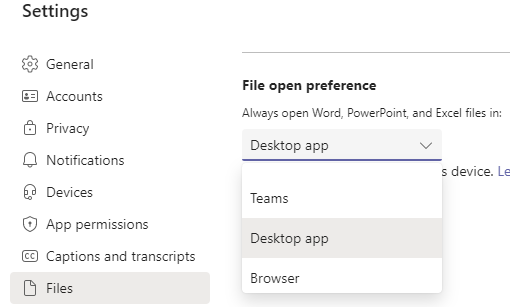 Settings
General
Accounts
Privacy
Notifications
Devices
App permissions
Captions and transcripts
Files
File open preference
Always open Word, PowerPoint, and Excel files in:
Desktop app
device.
Teams
Desktop app
Browser